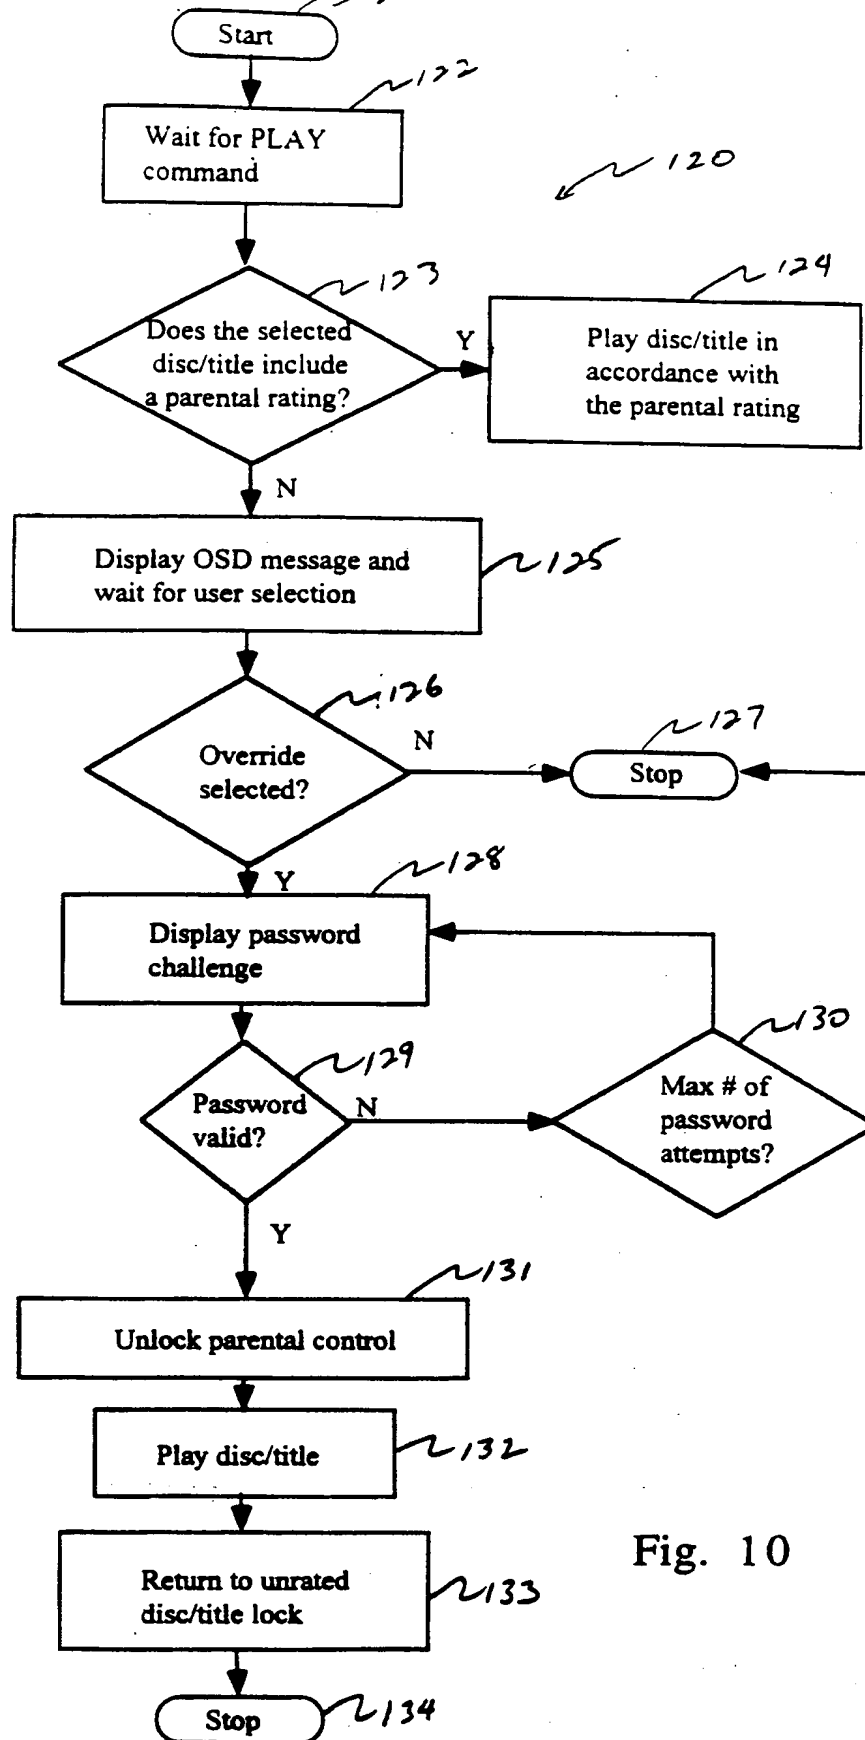 Start
122
Wait for PLAY
command
120
123
124
Does the selected
disc/title include
a parental rating?
Y
Play disc/title in
accordance with
the parental rating
N
Display OSD message and
wait for user selection
125
126
127
Override
selected?
N
Stop
Y
128
Display password
challenge
129
130
Password
valid?
N
Max # of
password
attempts?
Y
131
Unlock parental control
Play disc/title
132
Fig. 10
Return to unrated
disc/title lock
133
Stop
134